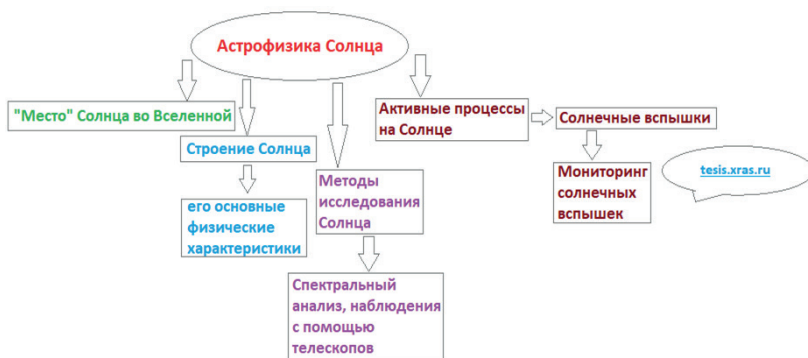 Астрофизика Солнца
"Место" Солнца во Вселенной
Строение Солнца
его основные
физические
характеристики
Методы
исследования
Солнца
Спектральный
анализ, наблюдения
с помощью
телескопов
Активные процессы
на Солнце
Солнечные вспышки
Мониторинг
солнечных
вспышек
tesis.xras.ru